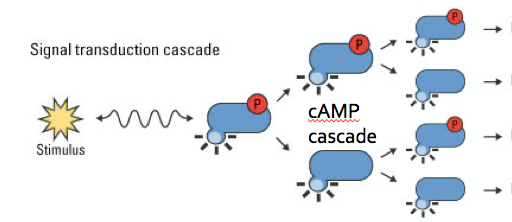 Signal transduction cascade
P
P
P
cAMP
cascade
P
Stimulus